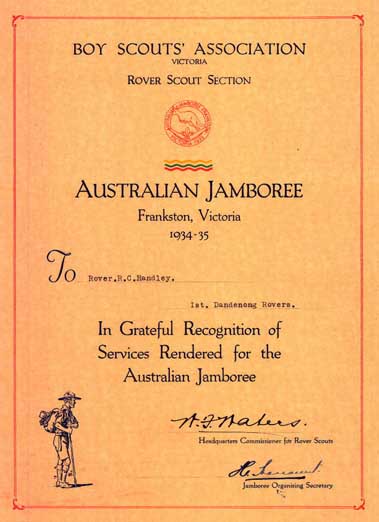 BOY SCOUTS' ASSOCIATION
VICTORIA
ROVER SCOUT SECTION
AUSTRALIAN JAMBOREE
Frankston, Victoria
1934-35
To Rover.R.C.Handley.
1st. Dandenong Rovers.
In Grateful Recognition of
Services Rendered for the
Australian Jamboree
W.F.Waters.
Headquarters Commissioner for Rover Scouts
Jamboree Organising Secretary